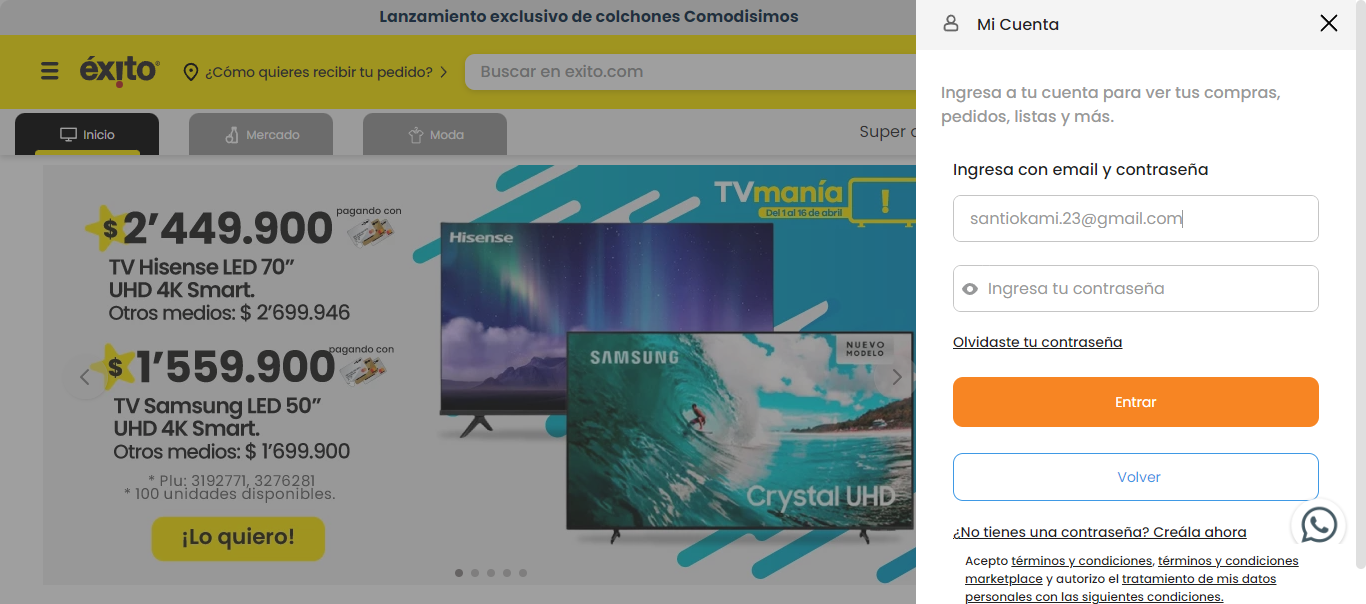 Lanzamiento exclusivo de colchones Comodisimos
éxito
¿Cómo quieres recibir tu pedido?
Buscar en exito.com
Inicio
Mercado
Moda
Super
TVmanía
Del 1 al 16 de abril
$2’449.900
pagando con
TV Hisense LED 70”
UHD 4K Smart.
Otros medios: $ 2’699.946
$1’559.900
pagando con
TV Samsung LED 50”
UHD 4K Smart.
Otros medios: $ 1’699.900
* Plu: 3192771, 3276281
* 100 unidades disponibles.
¡Lo quiero!
Hisense
SAMSUNG
NUEVO
MODELO
Crystal UHD
Mi Cuenta
Ingresa a tu cuenta para ver tus compras,
pedidos, listas y más.
Ingresa con email y contraseña
santiokami.23@gmail.com
Ingresa tu contraseña
Olvidaste tu contraseña
Entrar
Volver
¿No tienes una contraseña? Creála ahora
Acepto términos y condiciones, términos y condiciones
marketplace y autorizo el tratamiento de mis datos
personales con las siguientes condiciones.